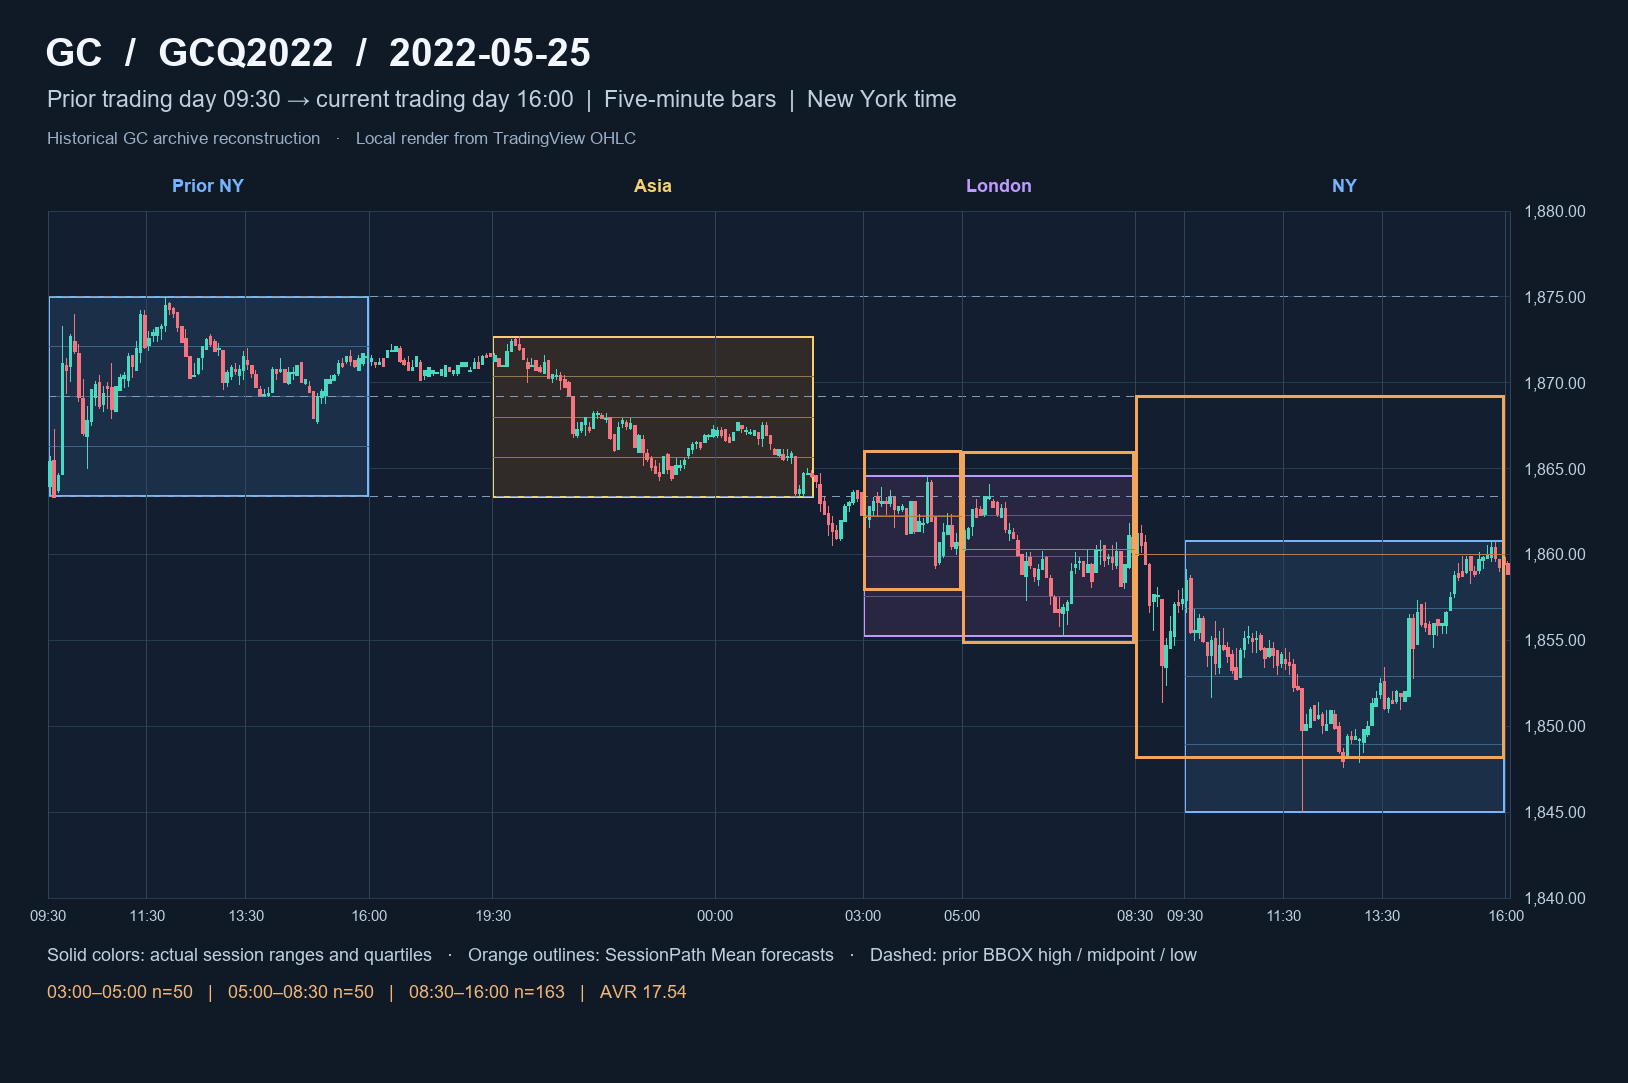 GC / GCQ2022 / 2022-05-25
Prior trading day 09:30 → current trading day 16:00 | Five-minute bars | New York time
Historical GC archive reconstruction · Local render from TradingView OHLC
Prior NY Asia London NY
1,880.00
1,875.00
1,870.00
1,865.00
1,860.00
1,855.00
1,850.00
1,845.00
1,840.00
09:30 11:30 13:30 16:00 19:30 00:00 03:00 05:00 08:30 09:30 11:30 13:30 16:00
Solid colors: actual session ranges and quartiles · Orange outlines: SessionPath Mean forecasts · Dashed: prior BBOX high / midpoint / low
03:00–05:00 n=50 | 05:00–08:30 n=50 | 08:30–16:00 n=163 | AVR 17.54